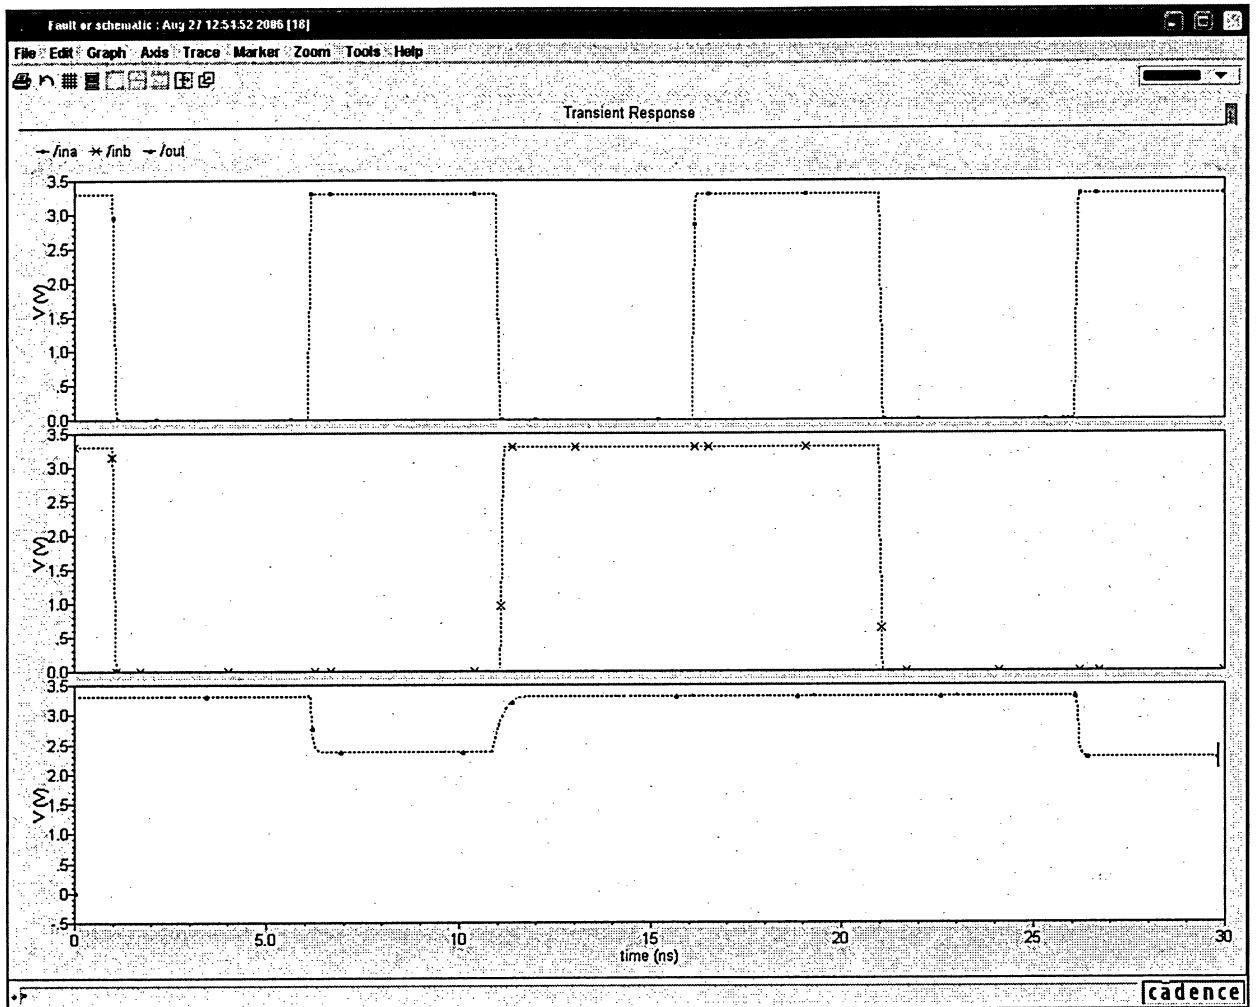 Fault or schematic : Aug 27 12:54:52 2006 [18]
File Edit Graph Axis Trace Marker Zoom Tools Help
Transient Response
/ina /inb /out
3.5
3.0
2.5
2.0
1.5
1.0
.5
0.0
V (V)
3.5
3.0
2.5
2.0
1.5
1.0
.5
0.0
V (V)
3.5
3.0
2.5
2.0
1.5
1.0
.5
0
-.5
V (V)
0 5.0 10 15 20 25 30
time (ns)
cadence